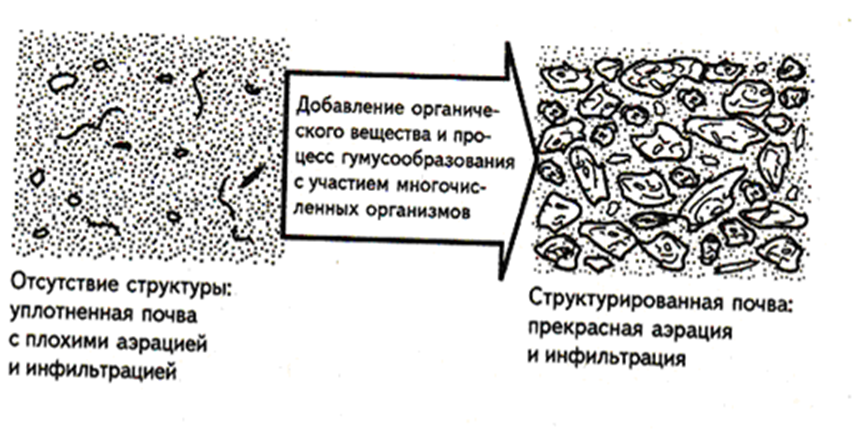 Добавление органиче-
ского вещества и про-
цесс гумусообразования
с участием многочис-
ленных организмов
Отсутствие структуры:
уплотненная почва
с плохими аэрацией
и инфильтрацией
Структурированная почва:
прекрасная аэрация
и инфильтрация